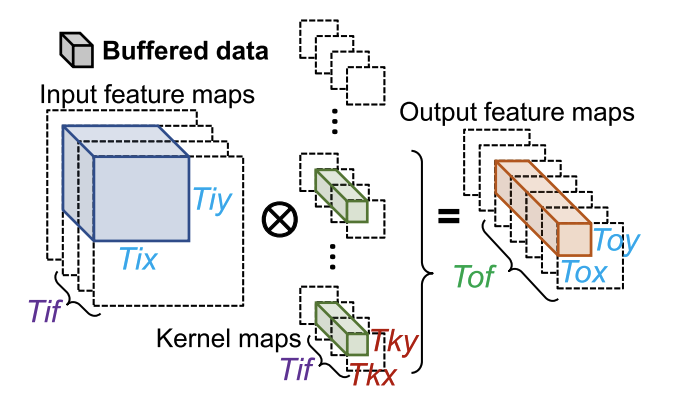 Buffered data
Input feature maps
Output feature maps
Tiy
Tix
Tif
=
Toy
Tox
Tof
Kernel maps
Tky
Tif
Tkx